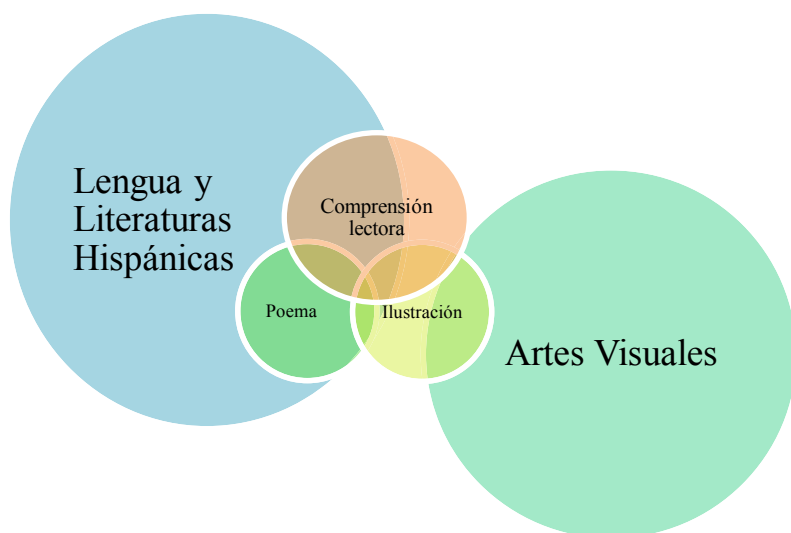 Lengua y
Literaturas
Hispánicas
Comprensión
lectora
Poema
Ilustración
Artes Visuales